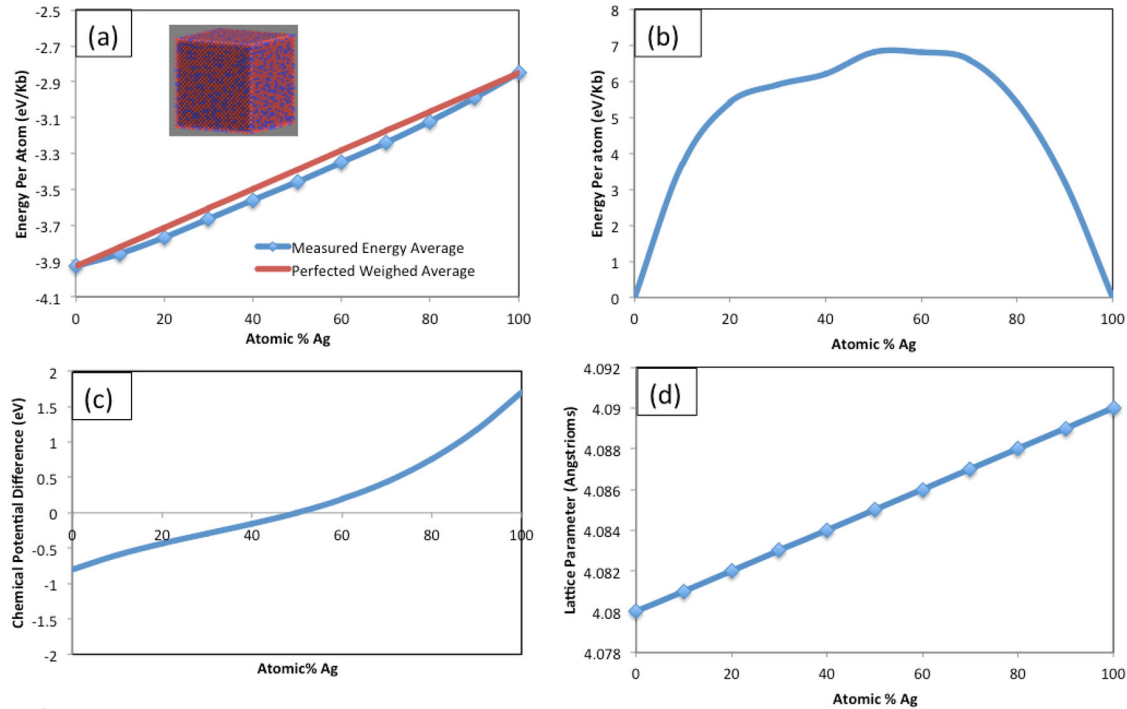 (a)
Energy Per Atom (eV/Kb)
-2.5
-2.7
-2.9
-3.1
-3.3
-3.5
-3.7
-3.9
-4.1
Measured Energy Average
Perfected Weighed Average
0 20 40 60 80 100
Atomic % Ag
(b)
Energy Per atom (eV/Kb)
8
7
6
5
4
3
2
1
0
0 20 40 60 80 100
Atomic % Ag
(c)
Chemical Potential Difference (eV)
2
1.5
1
0.5
0
-0.5
-1
-1.5
-2
0 20 40 60 80 100
Atomic% Ag
(d)
Lattice Parameter (Angstrioms)
4.092
4.09
4.088
4.086
4.084
4.082
4.08
4.078
0 20 40 60 80 100
Atomic % Ag